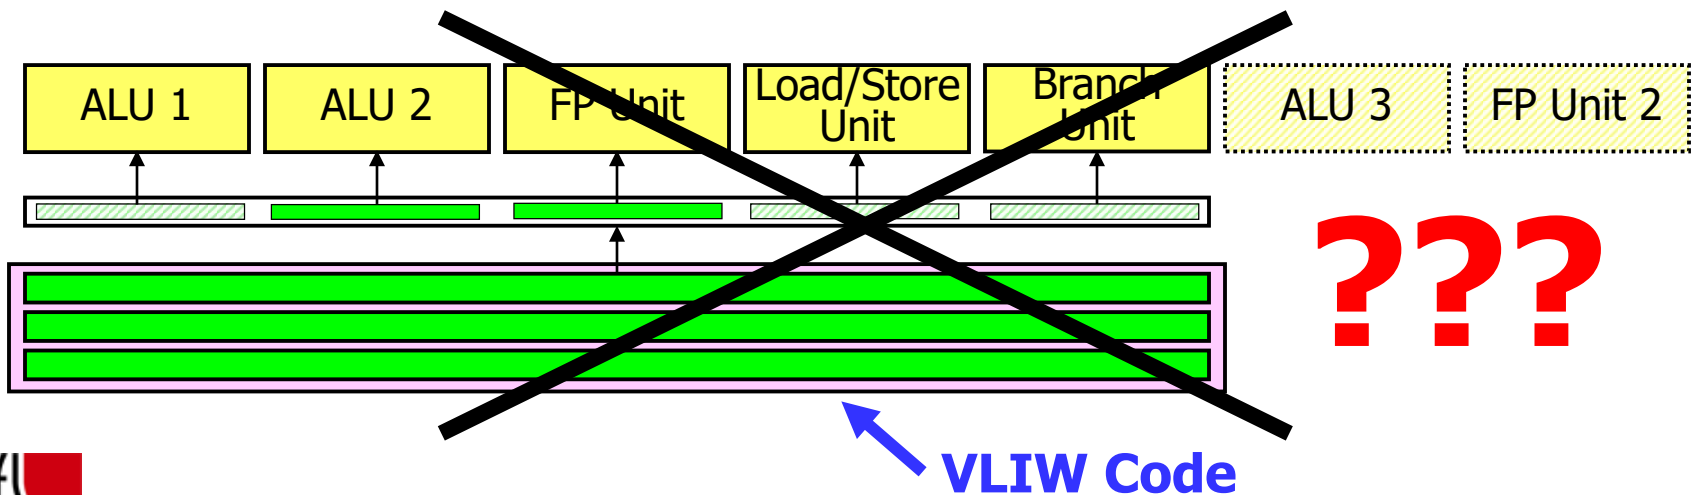 ALU 1
ALU 2
FP Unit
Load/Store
Unit
Branch
Unit
ALU 3
FP Unit 2
???
VLIW Code